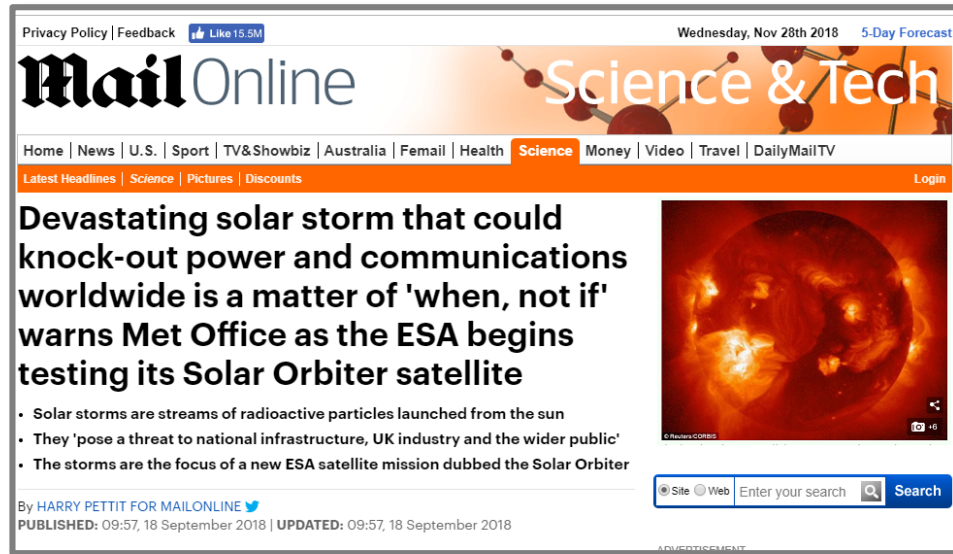 Privacy Policy | Feedback Like 15.5M Wednesday, Nov 28th 2018 5-Day Forecast
Mail Online Science & Tech
Home | News | U.S. | Sport | TV&Showbiz | Australia | Femail | Health Science Money | Video | Travel | DailyMailTV
Latest Headlines | Science | Pictures | Discounts Login
Devastating solar storm that could
knock-out power and communications
worldwide is a matter of 'when, not if'
warns Met Office as the ESA begins
testing its Solar Orbiter satellite
• Solar storms are streams of radioactive particles launched from the sun
• They 'pose a threat to national infrastructure, UK industry and the wider public'
• The storms are the focus of a new ESA satellite mission dubbed the Solar Orbiter
By HARRY PETTIT FOR MAILONLINE
PUBLISHED: 09:57, 18 September 2018 | UPDATED: 09:57, 18 September 2018
© Reuters/CORBIS
+6
Site Web Enter your search Search
ADVERTISEMENT